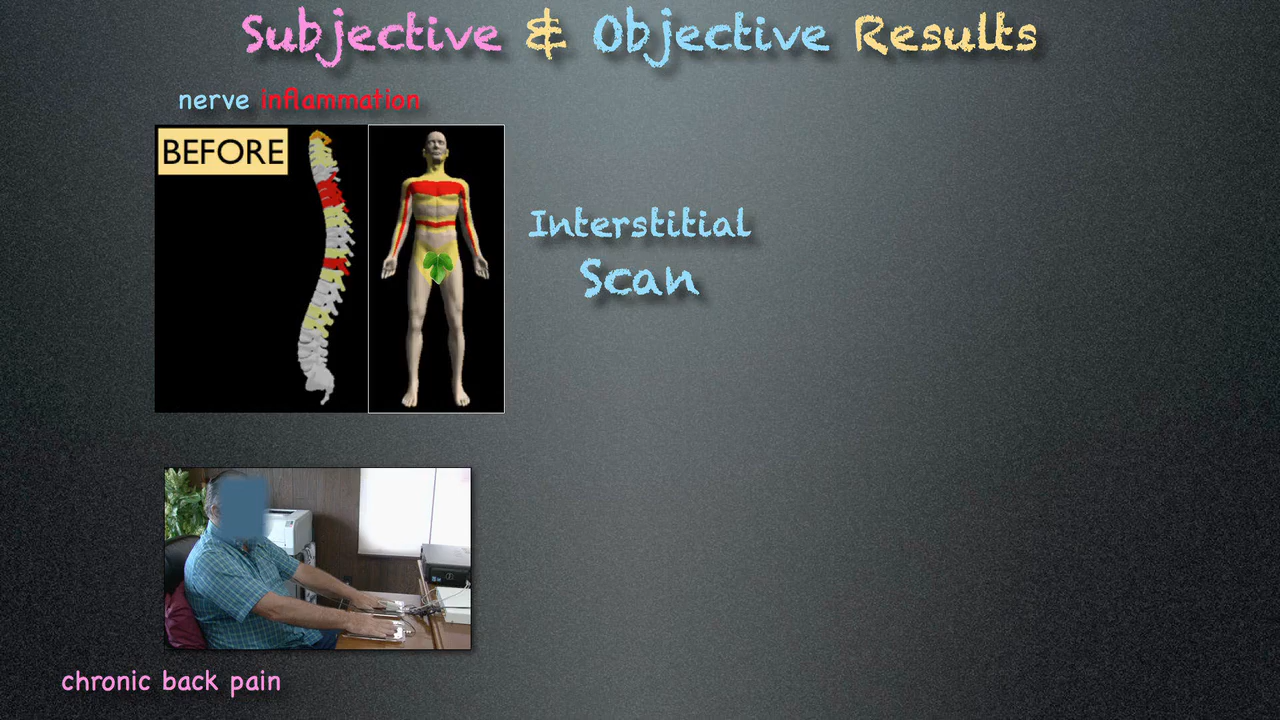 Subjective & Objective Results
nerve inflammation
BEFORE
Interstitial
Scan
chronic back pain